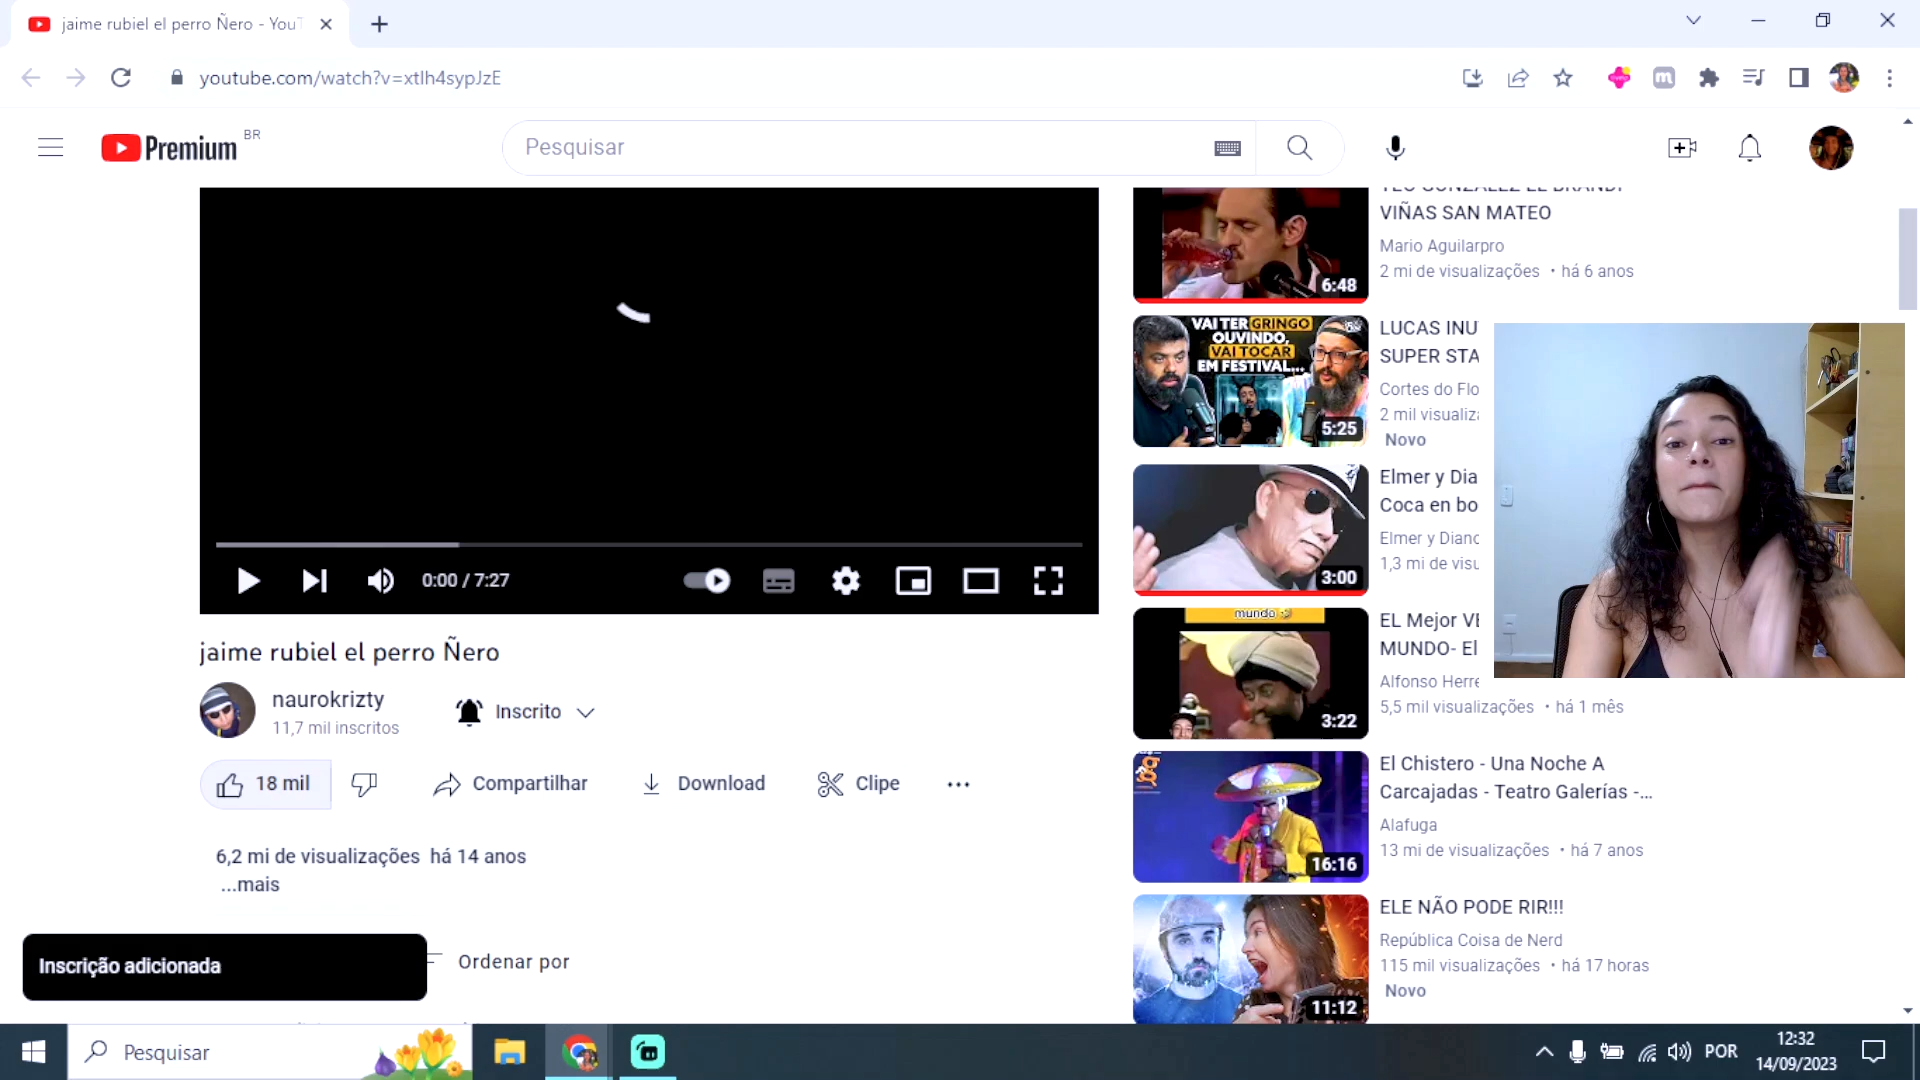 jaime rubiel el perro Ñero - YouT
youtube.com/watch?v=xtlh4sypJzE
Premium
BR
Pesquisar
0:00 / 7:27
jaime rubiel el perro Ñero
naurokrizty
11,7 mil inscritos
Inscrito
18 mil
Compartilhar
Download
Clipe
6,2 mi de visualizações há 14 anos
...mais
Inscrição adicionada
Ordenar por
TEO GONZALEZ EL BRANDI
VIÑAS SAN MATEO
Mario Aguilarpro
2 mi de visualizações • há 6 anos
6:48
VAI TER GRINGO
OUVINDO,
VAI TOCAR
EM FESTIVAL...
5:25
LUCAS INU
SUPER STA
Cortes do Flo
2 mil visualiz
Novo
3:00
Elmer y Dia
Coca en bo
Elmer y Diano
1,3 mi de visu
mundo
3:22
EL Mejor VE
MUNDO- El
Alfonso Herre
5,5 mil visualizações • há 1 mês
16:16
El Chistero - Una Noche A
Carcajadas - Teatro Galerías -...
Alafuga
13 mi de visualizações • há 7 anos
11:12
ELE NÃO PODE RIR!!!
República Coisa de Nerd
115 mil visualizações • há 17 horas
Novo
Pesquisar
POR
12:32
14/09/2023